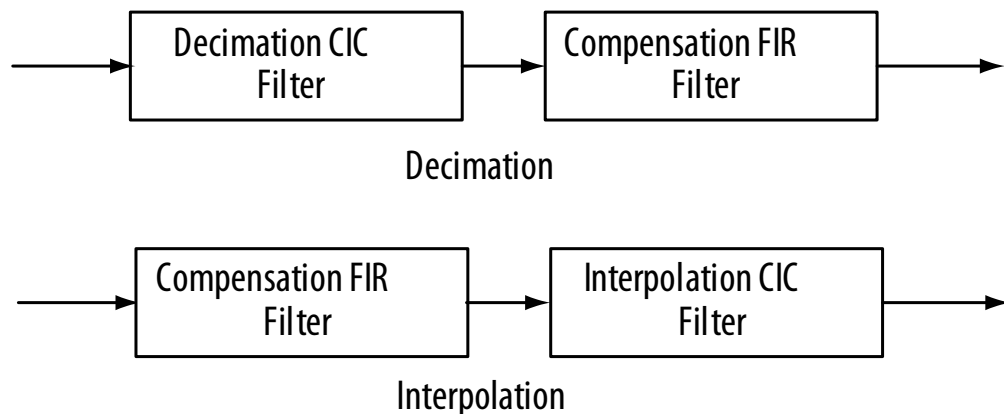 Decimation CIC
Filter
Compensation FIR
Filter
Decimation
Compensation FIR
Filter
Interpolation CIC
Filter
Interpolation